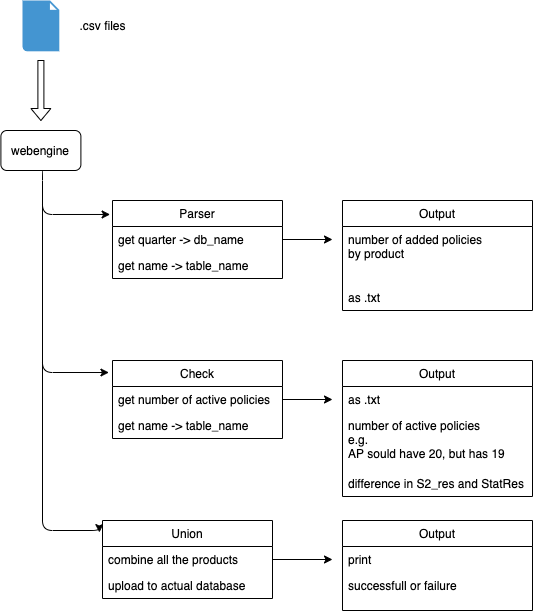 .csv files
webengine
Parser
get quarter -> db_name
get name -> table_name
Output
number of added policies
by product
as .txt
Check
get number of active policies
get name -> table_name
Output
as .txt
number of active policies
e.g.
AP sould have 20, but has 19
difference in S2_res and StatRes
Union
combine all the products
upload to actual database
Output
print
successfull or failure